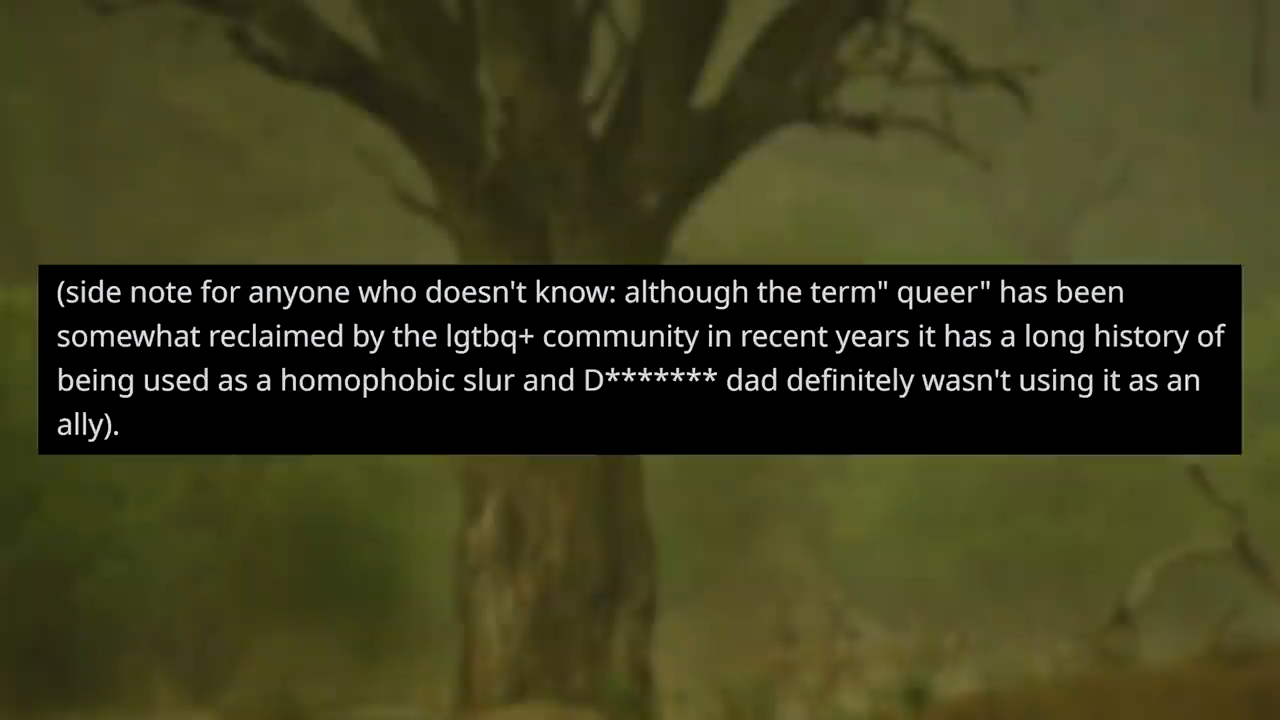 (side note for anyone who doesn't know: although the term" queer" has been
somewhat reclaimed by the lgtbq+ community in recent years it has a long history of
being used as a homophobic slur and D******* dad definitely wasn't using it as an
ally).